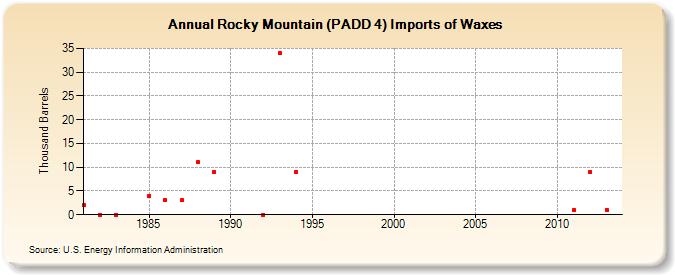 Annual Rocky Mountain (PADD 4) Imports of Waxes
Thousand Barrels
35
30
25
20
15
10
5
0
1985 1990 1995 2000 2005 2010
Source: U.S. Energy Information Administration